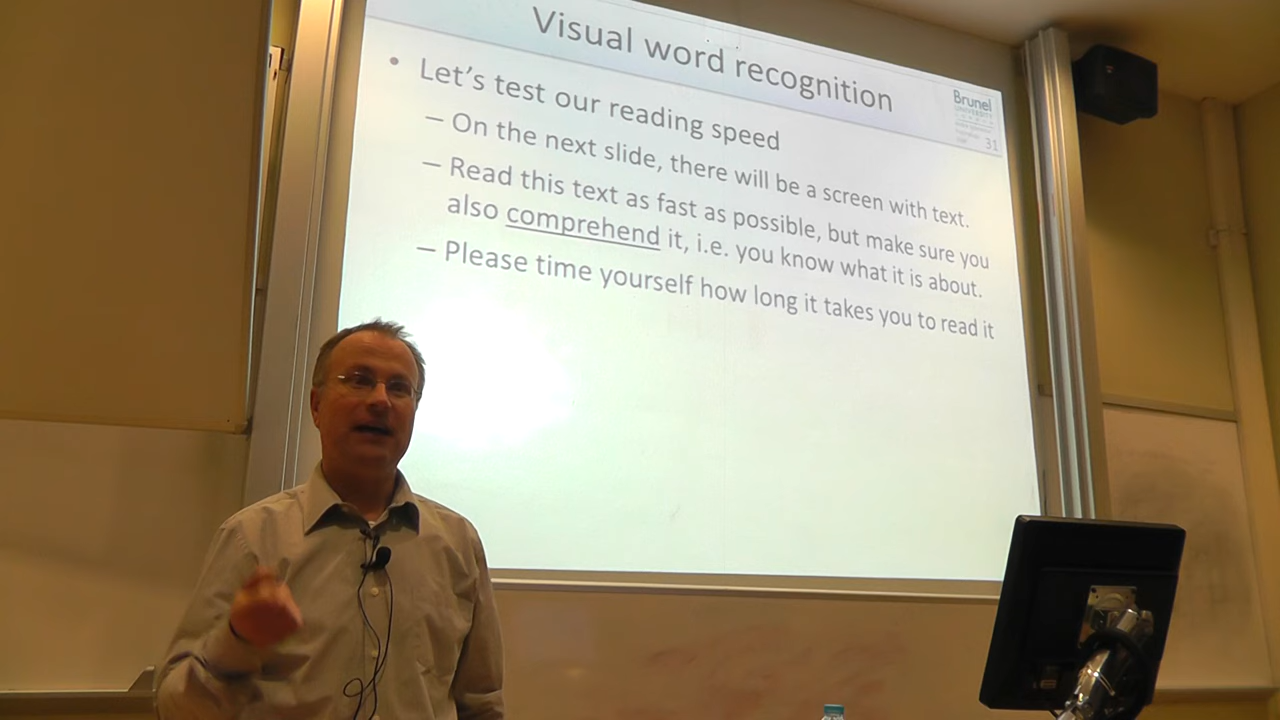 Visual word recognition
• Let's test our reading speed
– On the next slide, there will be a screen with text.
– Read this text as fast as possible, but make sure you
also comprehend it, i.e. you know what it is about.
– Please time yourself how long it takes you to read it
Brunel
UNIVERSITY
31